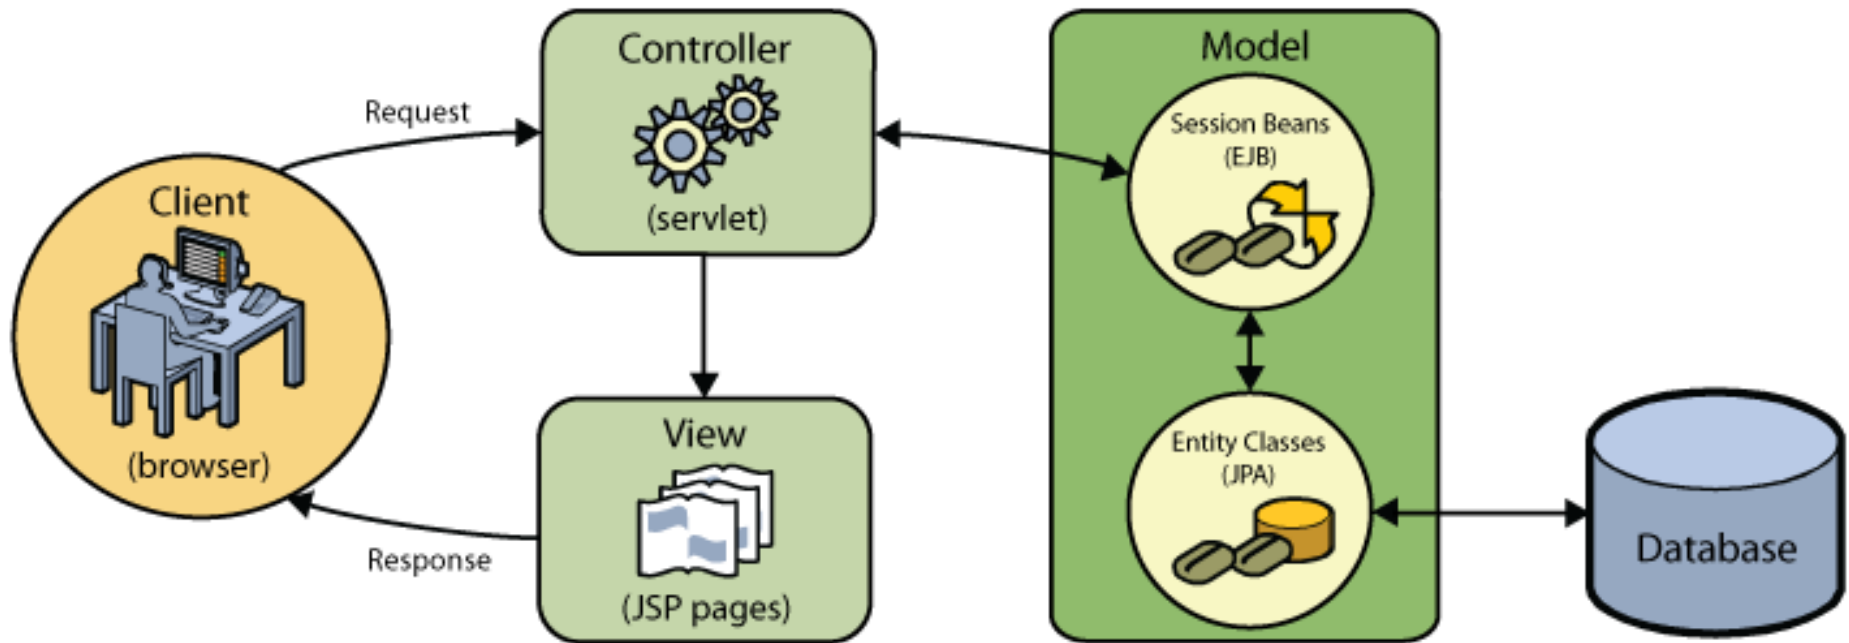 Controller
(servlet)
Model
Session Beans
(EJB)
Request
Client
(browser)
View
(JSP pages)
Response
Entity Classes
(JPA)
Database